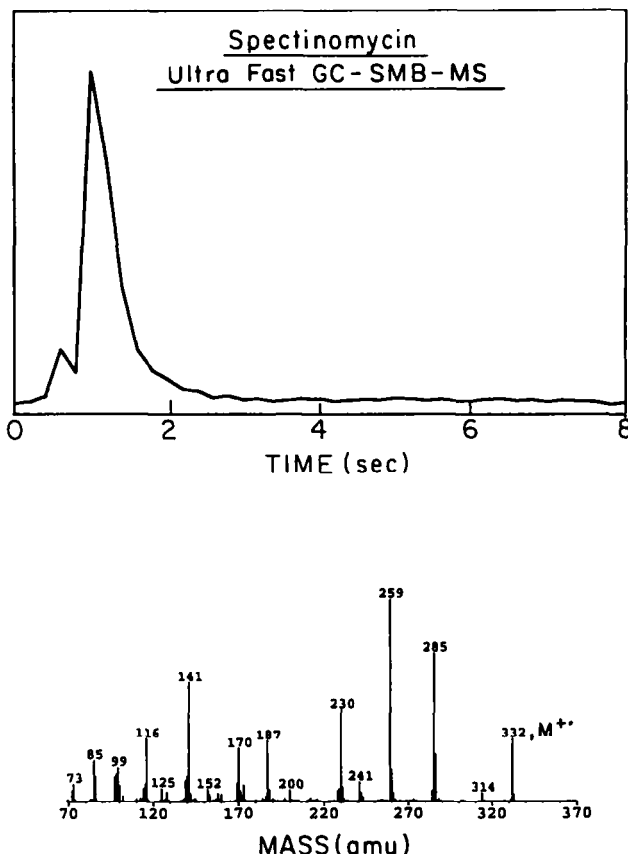 Spectinomycin
Ultra Fast GC-SMB-MS
0 2 4 6 8
TIME (sec)
259
285
141
230
116
187
332, M+·
170
85
99
73
125
152
200
241
314
70 120 170 220 270 320 370
MASS (amu)